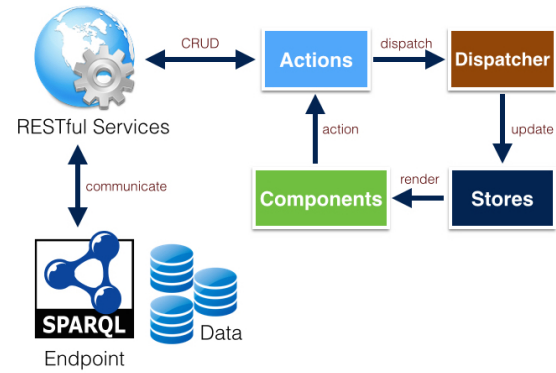 CRUD
Actions
dispatch
Dispatcher
RESTful Services
action
update
communicate
Components
render
Stores
SPARQL
Data
Endpoint